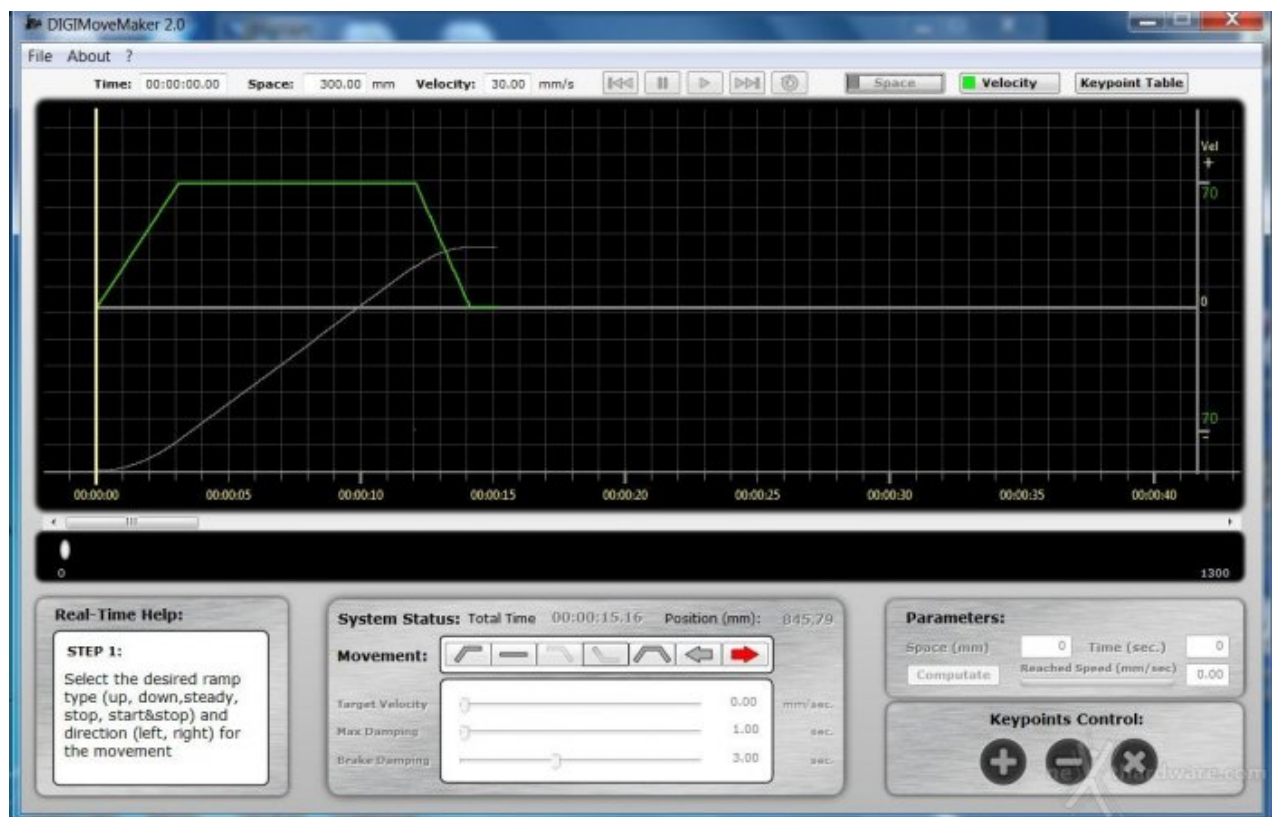 DIGIMoveMaker 2.0
File About ?
Time: 00:00:00.00 Space: 300.00 mm Velocity: 30.00 mm/s Space Velocity Keypoint Table
Vel
+
70
0
70
-
00:00:00 00:00:05 00:00:10 00:00:15 00:00:20 00:00:25 00:00:30 00:00:35 00:00:40
0 1300
Real-Time Help:
STEP 1:
Select the desired ramp
type (up, down,steady,
stop, start&stop) and
direction (left, right) for
the movement
System Status: Total Time 00:00:15.16 Position (mm): 845,79
Movement:
Target Velocity 0.00 mm/sec.
Max Damping 1.00 sec.
Brake Damping 3.00 sec.
Parameters:
Space (mm) 0 Time (sec.) 0
Computate Reached Speed (mm/sec) 0.00
Keypoints Control: